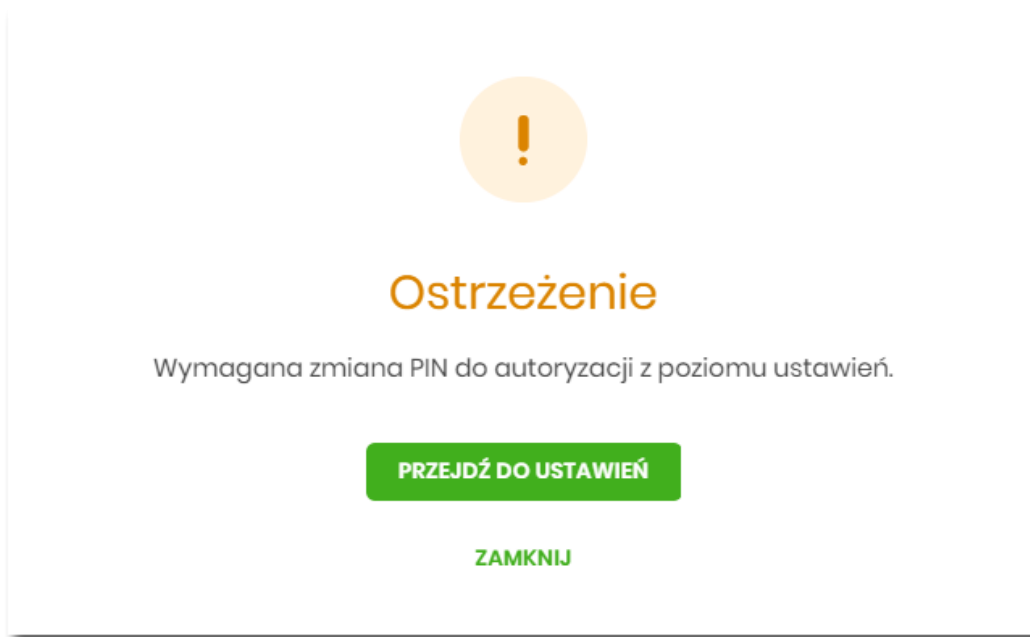 !
Ostrzeżenie
Wymagana zmiana PIN do autoryzacji z poziomu ustawień.
PRZEJDŹ DO USTAWIEŃ
ZAMKNIJ